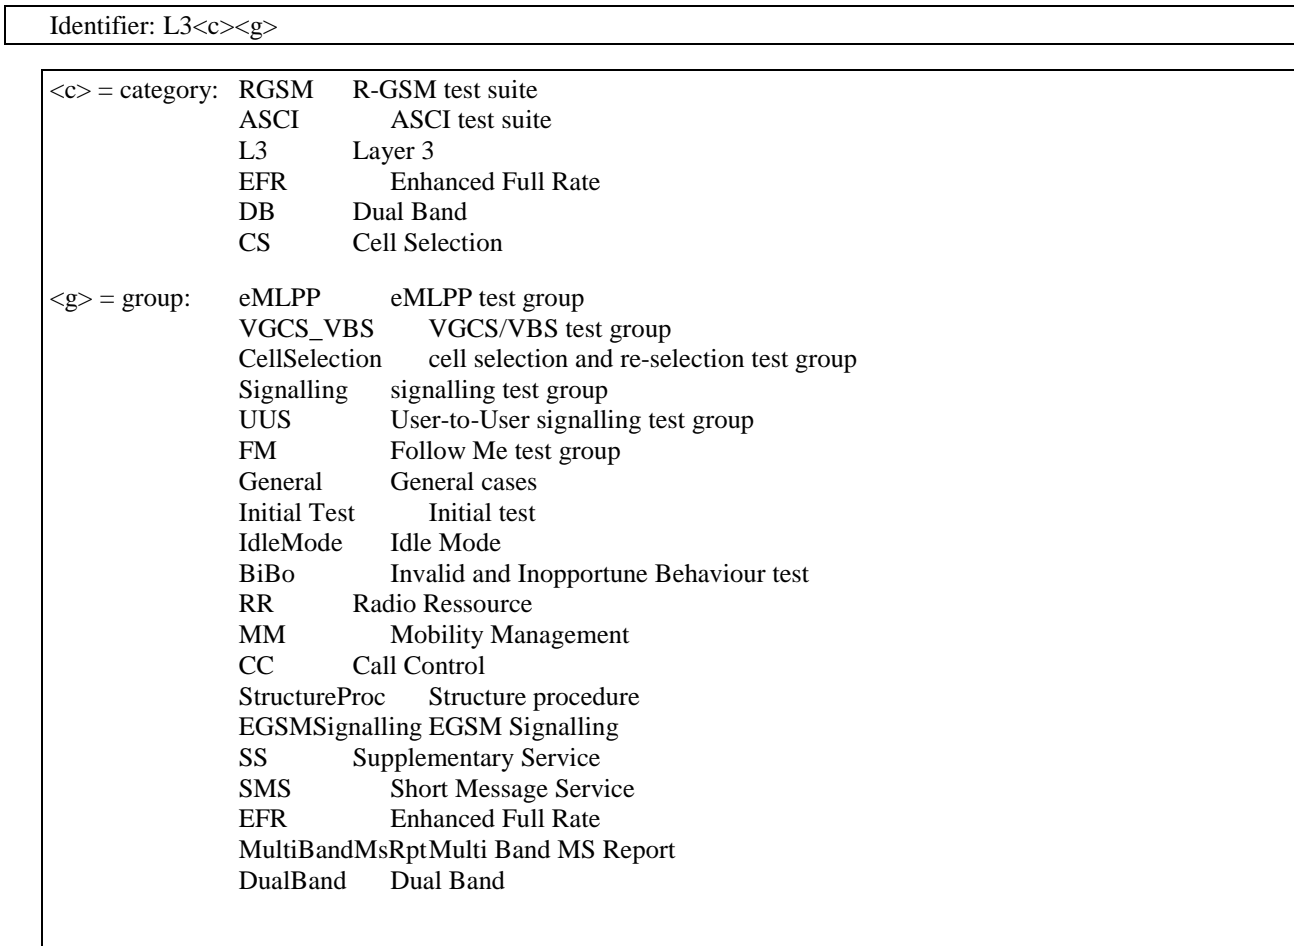 Identifier: L3<c><g>
<c> = category: RGSM R-GSM test suite
ASCI ASCI test suite
L3 Layer 3
EFR Enhanced Full Rate
DB Dual Band
CS Cell Selection
<g> = group: eMLPP eMLPP test group
VGCS_VBS VGCS/VBS test group
CellSelection cell selection and re-selection test group
Signalling signalling test group
UUS User-to-User signalling test group
FM Follow Me test group
General General cases
Initial Test Initial test
IdleMode Idle Mode
BiBo Invalid and Inopportune Behaviour test
RR Radio Ressource
MM Mobility Management
CC Call Control
StructureProc Structure procedure
EGSMSignalling EGSM Signalling
SS Supplementary Service
SMS Short Message Service
EFR Enhanced Full Rate
MultiBandMsRptMulti Band MS Report
DualBand Dual Band